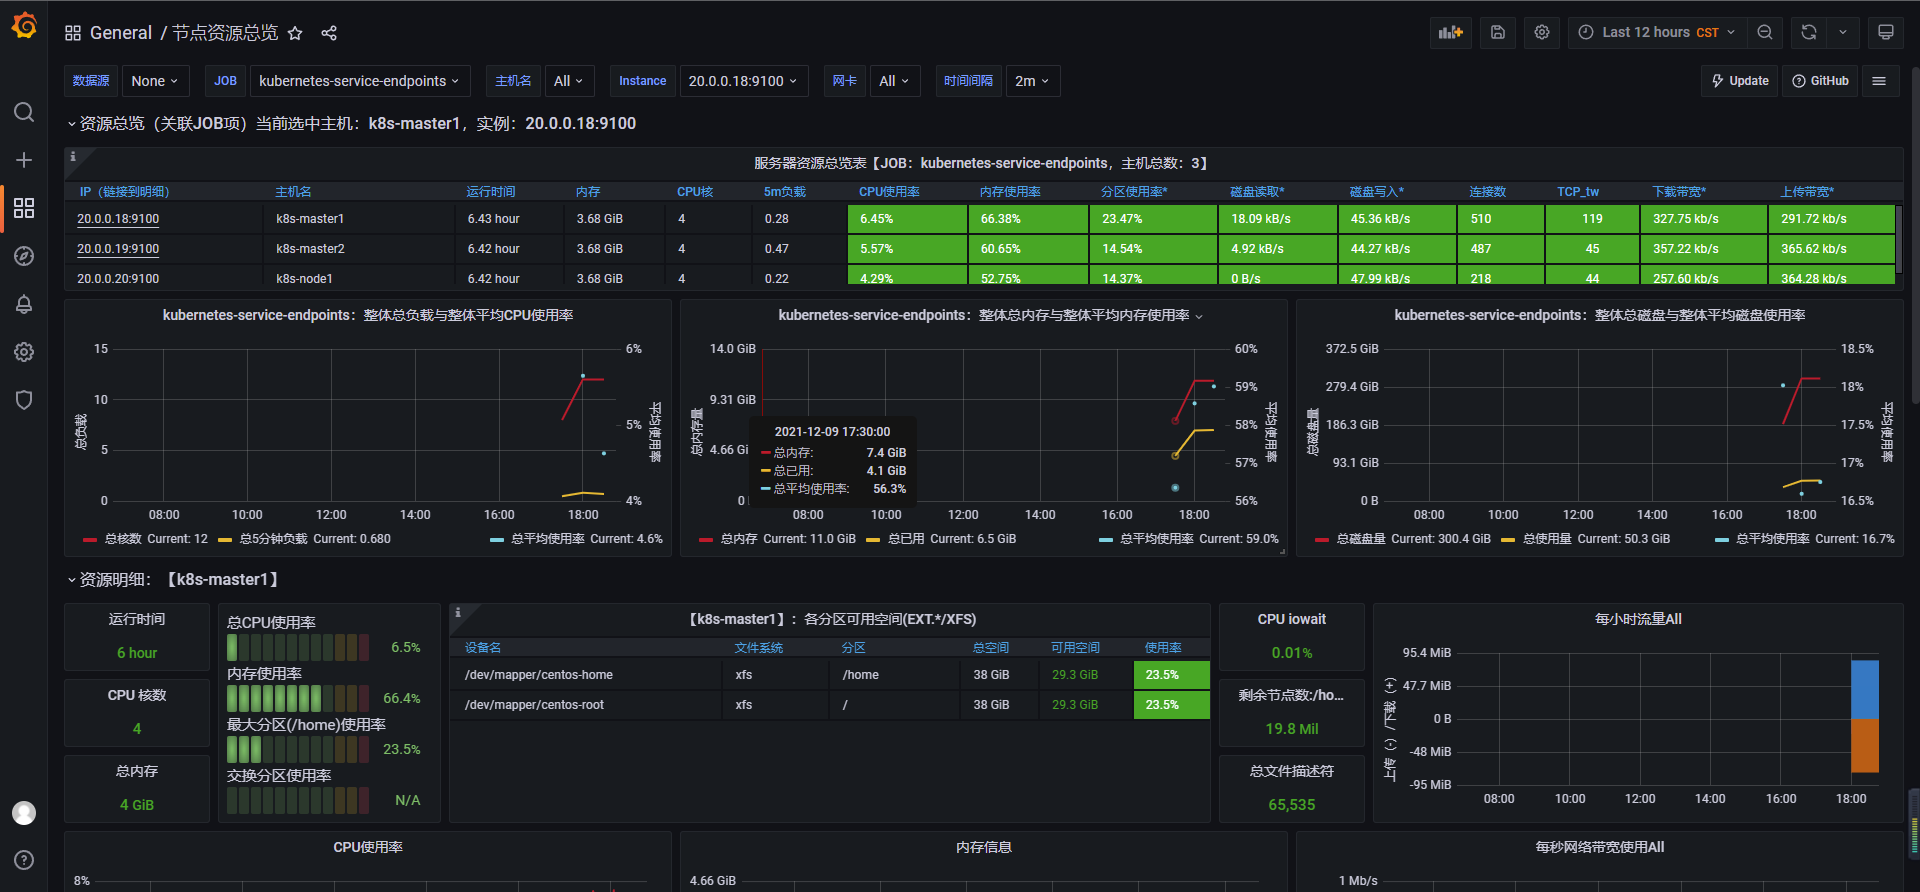 General / 节点资源总览
Last 12 hours CST
数据源 None JOB kubernetes-service-endpoints 主机名 All Instance 20.0.0.18:9100 网卡 All 时间间隔 2m Update GitHub
资源总览（关联JOB项）当前选中主机：k8s-master1，实例：20.0.0.18:9100
服务器资源总览表【JOB：kubernetes-service-endpoints，主机总数：3】
IP（链接到明细） 主机名 运行时间 内存 CPU核 5m负载 CPU使用率 内存使用率 分区使用率* 磁盘读取* 磁盘写入* 连接数 TCP_tw 下载带宽* 上传带宽*
20.0.0.18:9100 k8s-master1 6.43 hour 3.68 GiB 4 0.28 6.45% 66.38% 23.47% 18.09 kB/s 45.36 kB/s 510 119 327.75 kb/s 291.72 kb/s
20.0.0.19:9100 k8s-master2 6.42 hour 3.68 GiB 4 0.47 5.57% 60.65% 14.54% 4.92 kB/s 44.27 kB/s 487 45 357.22 kb/s 365.62 kb/s
20.0.0.20:9100 k8s-node1 6.42 hour 3.68 GiB 4 0.22 4.29% 52.75% 14.37% 0 B/s 47.99 kB/s 218 44 257.60 kb/s 364.28 kb/s
kubernetes-service-endpoints：整体总负载与整体平均CPU使用率
15
10
5
0
总负载
6%
5%
4%
整体平均使用率
08:00 10:00 12:00 14:00 16:00 18:00
总核数 Current: 12 总5分钟负载 Current: 0.680 总平均使用率 Current: 4.6%
kubernetes-service-endpoints：整体总内存与整体平均内存使用率
14.0 GiB
9.31 GiB
4.66 Gi
0
总内存量
60%
59%
58%
57%
56%
整体平均使用率
2021-12-09 17:30:00
总内存: 7.4 GiB
总已用: 4.1 GiB
总平均使用率: 56.3%
08:00 10:00 12:00 14:00 16:00 18:00
总内存 Current: 11.0 GiB 总已用 Current: 6.5 GiB 总平均使用率 Current: 59.0%
kubernetes-service-endpoints：整体总磁盘与整体平均磁盘使用率
372.5 GiB
279.4 GiB
186.3 GiB
93.1 GiB
0 B
总磁盘量
18.5%
18%
17.5%
17%
16.5%
整体平均使用率
08:00 10:00 12:00 14:00 16:00 18:00
总磁盘量 Current: 300.4 GiB 总使用量 Current: 50.3 GiB 总平均使用率 Current: 16.7%
资源明细：【k8s-master1】
运行时间
6 hour
CPU 核数
4
总内存
4 GiB
总CPU使用率
6.5%
内存使用率
66.4%
最大分区(/home)使用率
23.5%
交换分区使用率
N/A
【k8s-master1】：各分区可用空间(EXT.*/XFS)
设备名 文件系统 分区 总空间 可用空间 使用率
/dev/mapper/centos-home xfs /home 38 GiB 29.3 GiB 23.5%
/dev/mapper/centos-root xfs / 38 GiB 29.3 GiB 23.5%
CPU iowait
0.01%
剩余节点数:/ho...
19.8 Mil
总文件描述符
65,535
每小时流量All
95.4 MiB
47.7 MiB
0 B
-48 MiB
-95 MiB
上传（-）/下载（+）
08:00 10:00 12:00 14:00 16:00 18:00
CPU使用率
8%
内存信息
4.66 GiB
每秒网络带宽使用All
1 Mb/s